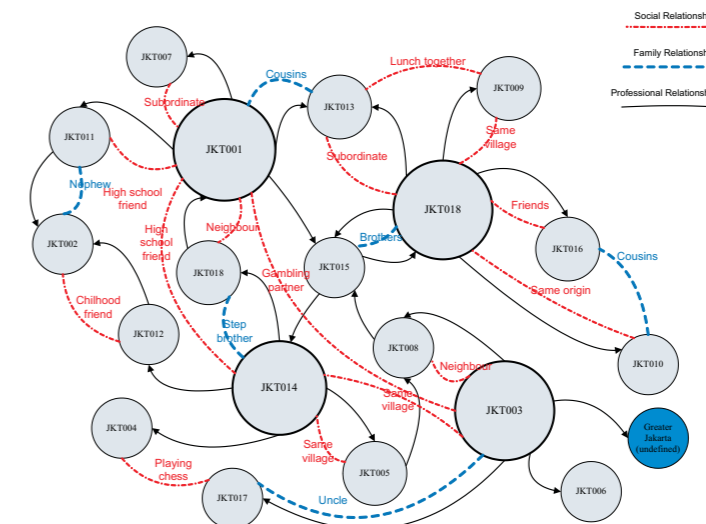 Social Relationsh
JKT007
Family Relationsh
Cousins
Lunch together
Professional Relationsh
JKT009
Subordinate
JKT013
JKT011
JKT001
Same
village
Subordinate
Nephew
High school
friend
JKT018
Friends
High
school
friend
Neighbour
Brothers
JKT002
JKT016
Cousins
JKT018
Gambling
partner
JKT015
Same origin
Chilhood
friend
Step
brother
JKT012
JKT008
Neighbour
JKT010
JKT014
Same
village
JKT003
JKT004
Same
village
Greater
Jakarta
(undefined)
Playing
chess
JKT005
JKT017
Uncle
JKT006